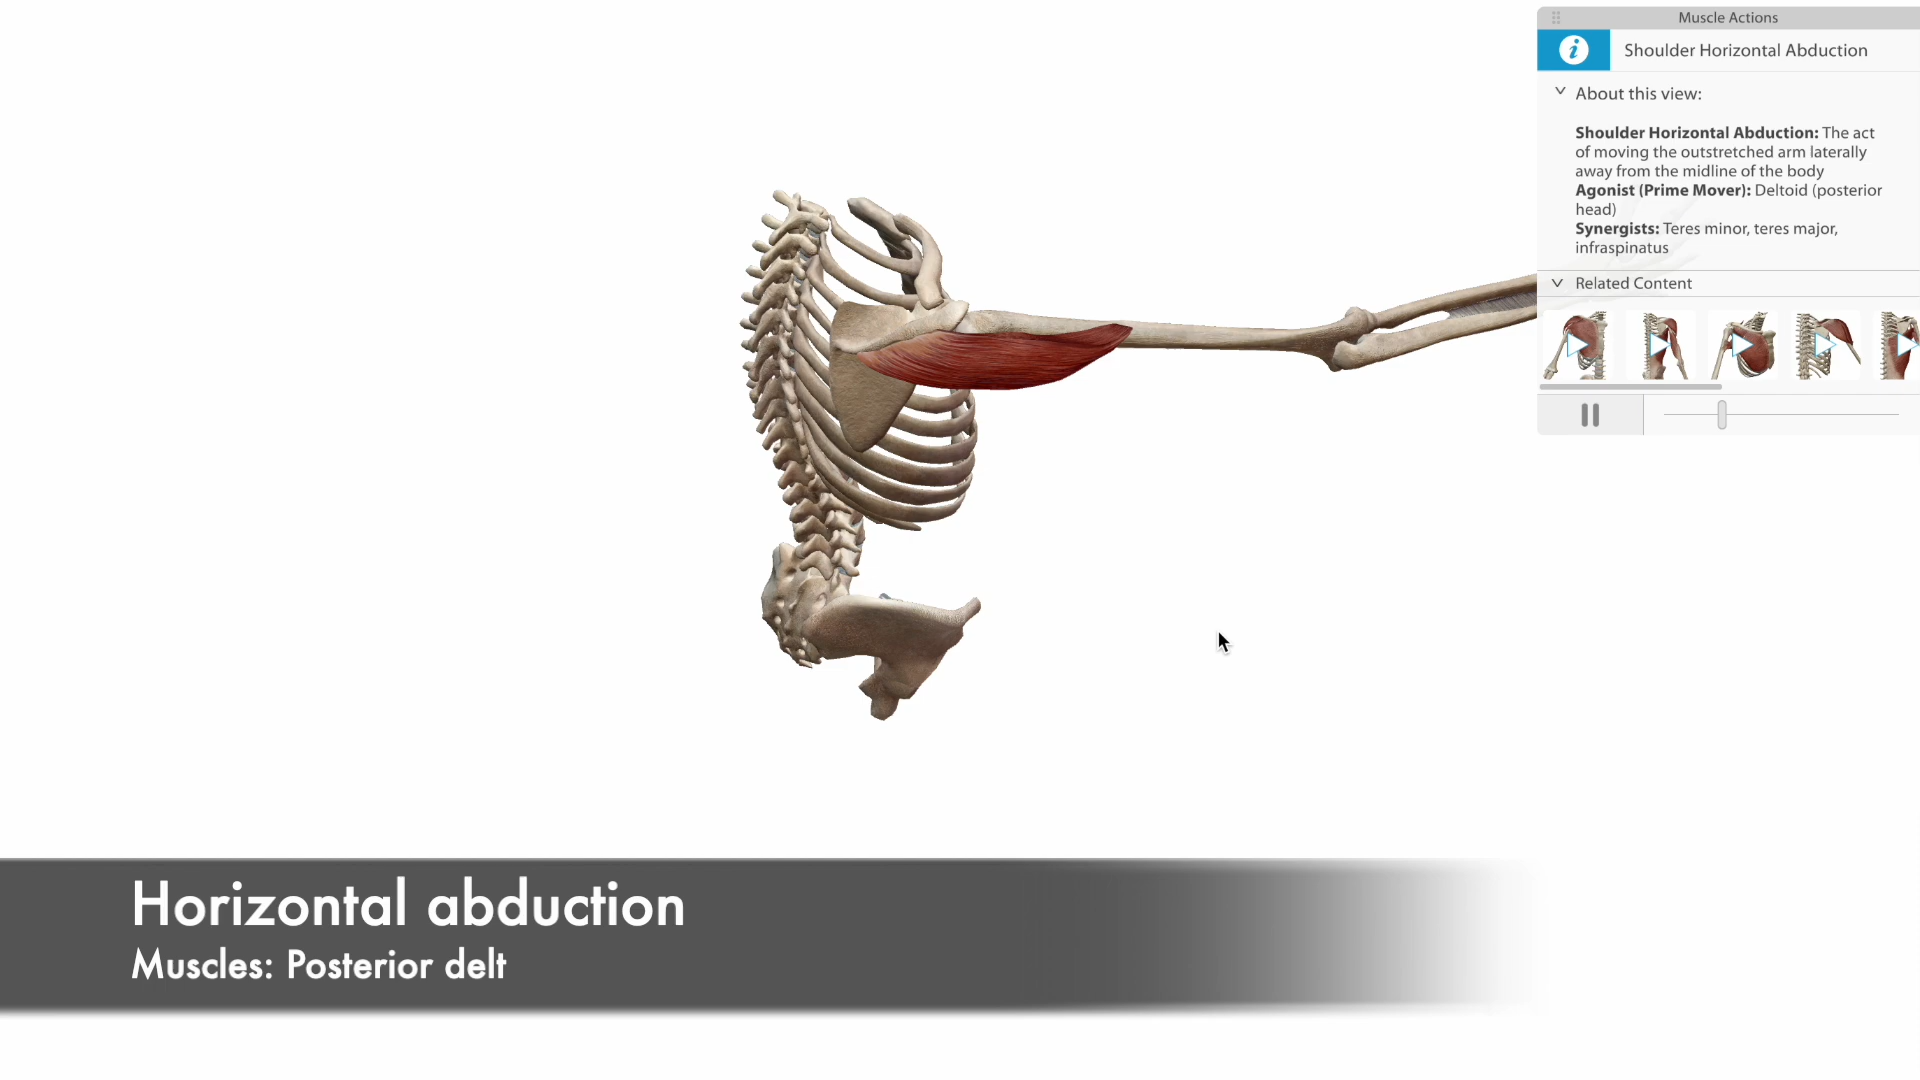 Muscle Actions
Shoulder Horizontal Abduction
About this view:
Shoulder Horizontal Abduction: The act
of moving the outstretched arm laterally
away from the midline of the body
Agonist (Prime Mover): Deltoid (posterior
head)
Synergists: Teres minor, teres major,
infraspinatus
Related Content
Horizontal abduction
Muscles: Posterior delt